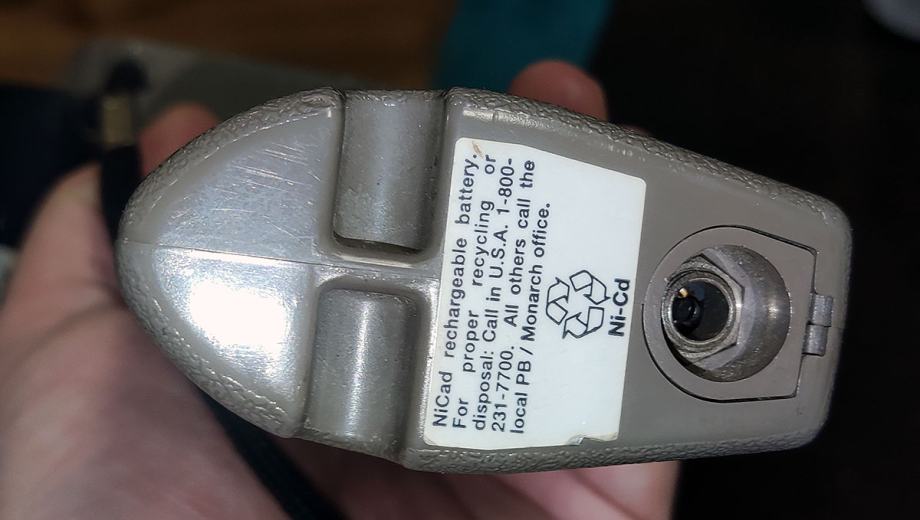 NiCad rechargeable battery.
For proper recycling or
disposal: Call in U.S.A. 1-800-
231-7700. All others call the
local PB / Monarch office.
Ni-Cd